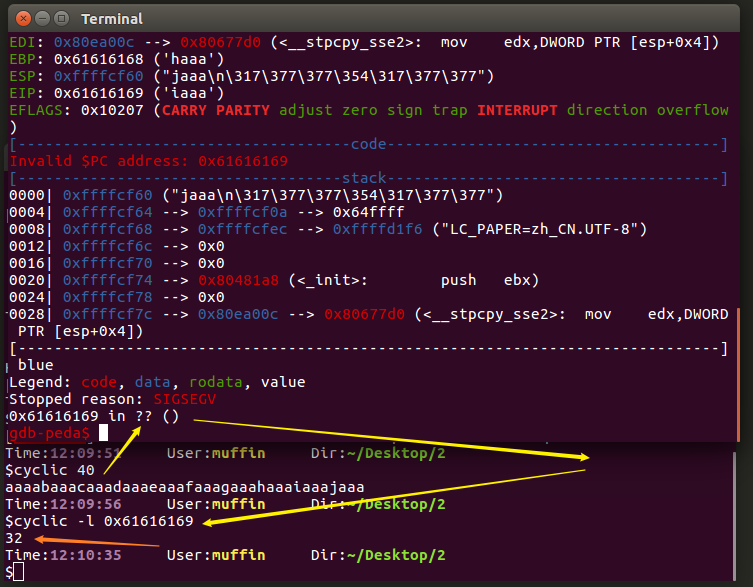 Terminal
EDI: 0x80ea00c --> 0x80677d0 (<__stpcpy_sse2>:  mov    edx,DWORD PTR [esp+0x4])
EBP: 0x61616168 ('haaa')
ESP: 0xffffcf60 ("jaaa\n\317\377\377\354\317\377\377")
EIP: 0x61616169 ('iaaa')
EFLAGS: 0x10207 (CARRY PARITY adjust zero sign trap INTERRUPT direction overflow
)
[-------------------------------------code-------------------------------------]
Invalid $PC address: 0x61616169
[------------------------------------stack-------------------------------------]
0000| 0xffffcf60 ("jaaa\n\317\377\377\354\317\377\377")
0004| 0xffffcf64 --> 0xffffcf0a --> 0x64ffff
0008| 0xffffcf68 --> 0xffffcfec --> 0xffffd1f6 ("LC_PAPER=zh_CN.UTF-8")
0012| 0xffffcf6c --> 0x0
0016| 0xffffcf70 --> 0x0
0020| 0xffffcf74 --> 0x80481a8 (<_init>:        push   ebx)
0024| 0xffffcf78 --> 0x0
0028| 0xffffcf7c --> 0x80ea00c --> 0x80677d0 (<__stpcpy_sse2>:  mov    edx,DWORD
 PTR [esp+0x4])
[------------------------------------------------------------------------------]
 blue
Legend: code, data, rodata, value
Stopped reason: SIGSEGV
0x61616169 in ?? ()
gdb-peda$
Time:12:09:51     User:muffin     Dir:~/Desktop/2
$cyclic 40
aaaabaaacaaadaaaeaaafaaagaaahaaaiaaajaaa
Time:12:09:56     User:muffin     Dir:~/Desktop/2
$cyclic -l 0x61616169
32
Time:12:10:35     User:muffin     Dir:~/Desktop/2
$